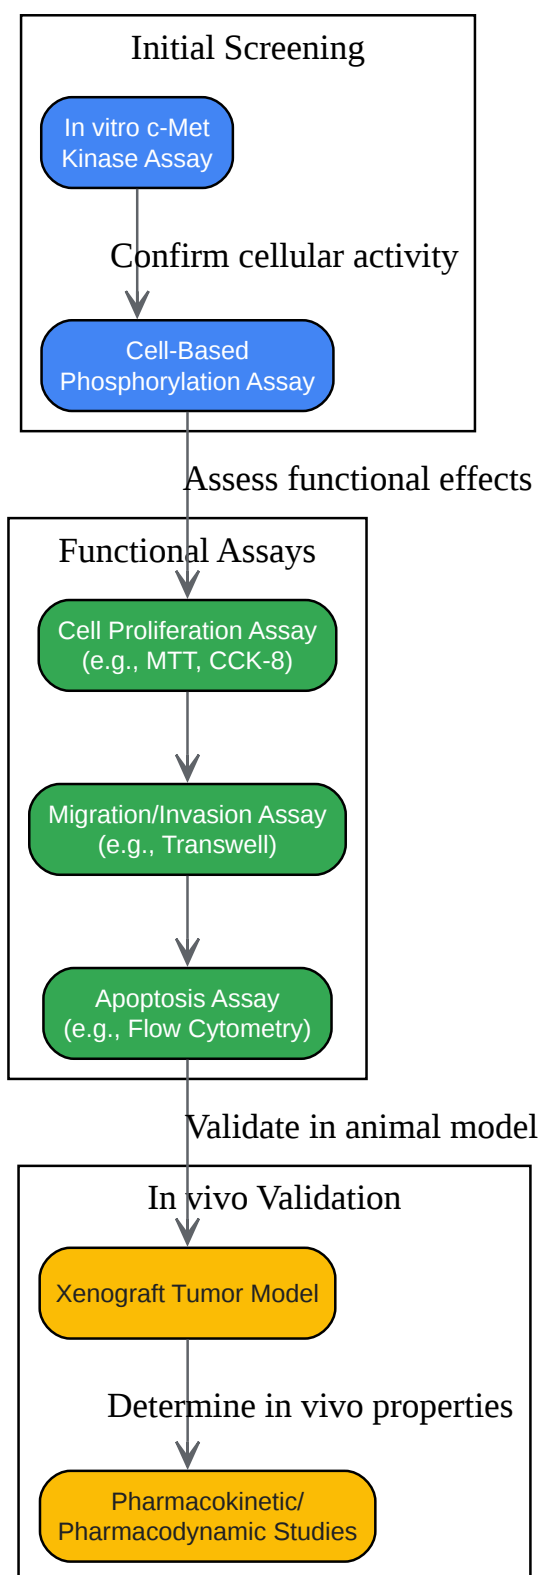 Initial Screening
In vitro c-Met
Kinase Assay
Confirm cellular activity
Cell-Based
Phosphorylation Assay
Assess functional effects
Functional Assays
Cell Proliferation Assay
(e.g., MTT, CCK-8)
Migration/Invasion Assay
(e.g., Transwell)
Apoptosis Assay
(e.g., Flow Cytometry)
Validate in animal model
In vivo Validation
Xenograft Tumor Model
Determine in vivo properties
Pharmacokinetic/
Pharmacodynamic Studies